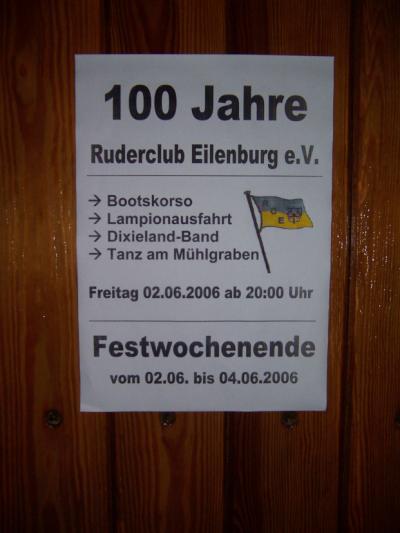 100 Jahre
Ruderclub Eilenburg e.V.
→ Bootskorso
→ Lampionausfahrt
→ Dixieland-Band
→ Tanz am Mühlgraben
R C
E
Freitag 02.06.2006 ab 20:00 Uhr
Festwochenende
vom 02.06. bis 04.06.2006